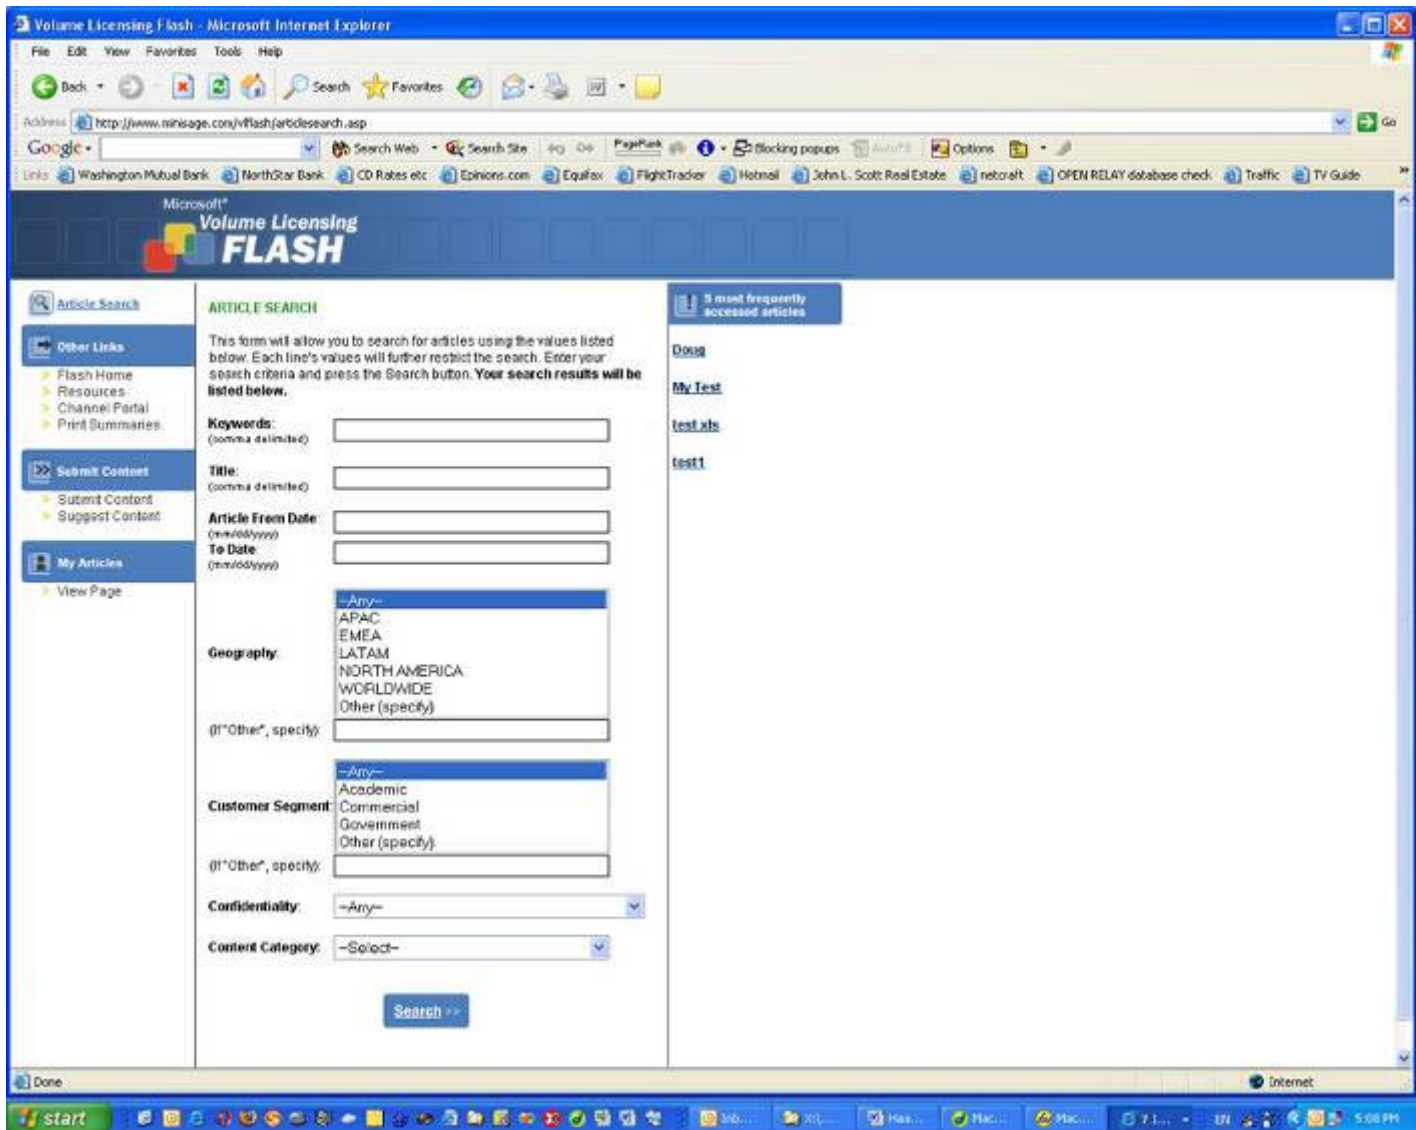 Volume Licensing Flash - Microsoft Internet Explorer
File Edit View Favorites Tools Help
Back Search Favorites
Address http://www.minisage.com/vlflash/articlesearch.asp Go
Google Search Web Search Site PageRank Blocking popups AutoFill Options
Links Washington Mutual Bank NorthStar Bank CD Rates etc Epinions.com Equifax FlightTracker Hotmail John L. Scott Real Estate netcraft OPEN RELAY database check Traffic TV Guide
Microsoft*
Volume Licensing
FLASH
Article Search
Other Links
Flash Home
Resources
Channel Portal
Print Summaries
Submit Content
Submit Content
Suggest Content
My Articles
View Page
ARTICLE SEARCH
This form will allow you to search for articles using the values listed
below. Each line's values will further restrict the search. Enter your
search criteria and press the Search button. Your search results will be
listed below.
Keywords:
(comma delimited)
Title:
(comma delimited)
Article From Date
(mm/dd/yyyy)
To Date
(mm/dd/yyyy)
Geography:
--Any--
APAC
EMEA
LATAM
NORTH AMERICA
WORLDWIDE
Other (specify)
(If "Other", specify):
Customer Segment:
--Any--
Academic
Commercial
Government
Other (specify)
(If "Other", specify):
Confidentiality: --Any--
Content Category: --Select--
Search >>
5 most frequently
accessed articles
Doug
My Test
test xls
test1
Done Internet
start Inb... Haa... Mac... Mac... EN 5:08 PM